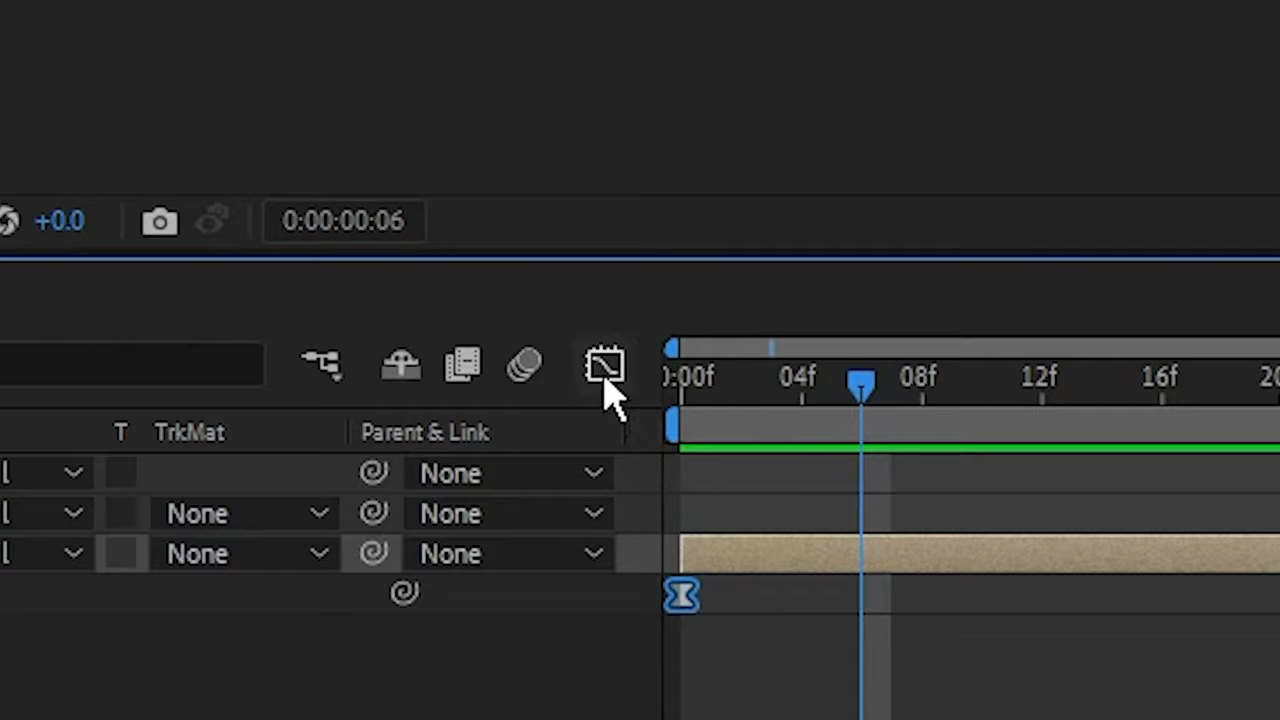 +0.0 0:00:00:06
0:00f 04f 08f 12f 16f 20
T TrkMat Parent & Link
l None
l None None
l None None